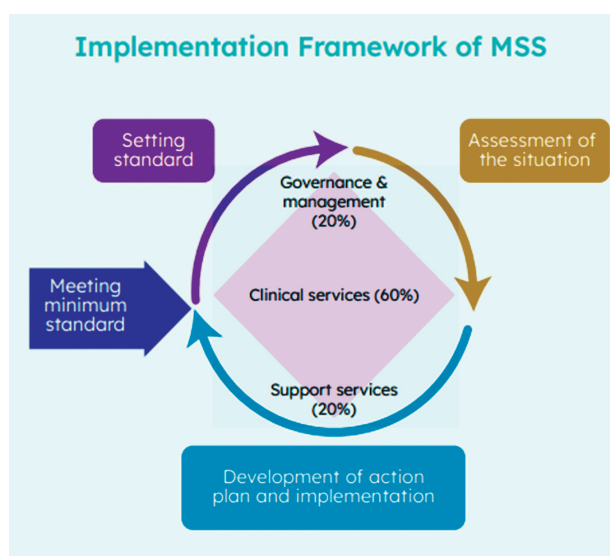 Implementation Framework of MSS
Setting
standard
Assessment of
the situation
Governance &
management
(20%)
Meeting
minimum
standard
Clinical services (60%)
Support services
(20%)
Development of action
plan and implementation